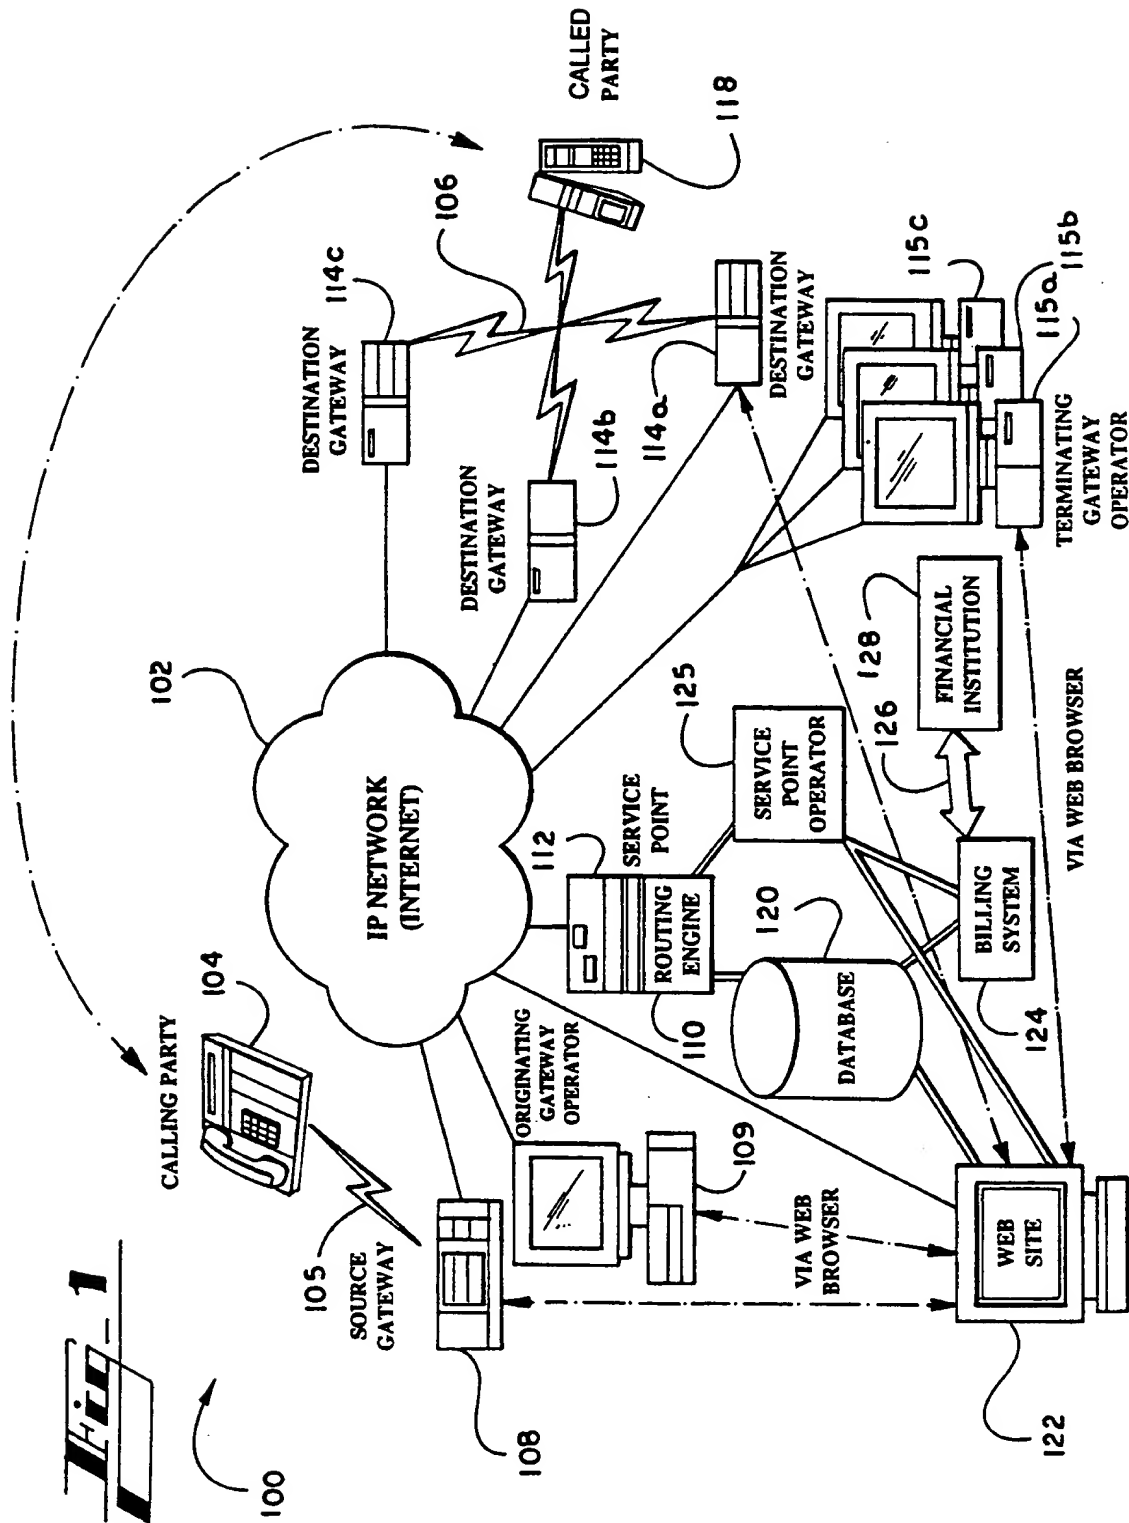 Fig-1
100
CALLING PARTY
104
105
SOURCE
GATEWAY
108
102
IP NETWORK
(INTERNET)
ORIGINATING
GATEWAY
OPERATOR
109
VIA WEB
BROWSER
WEB
SITE
122
112
SERVICE
POINT
ROUTING
ENGINE
110
120
DATABASE
125
SERVICE
POINT
OPERATOR
BILLING
SYSTEM
124
126
128
FINANCIAL
INSTITUTION
VIA WEB BROWSER
DESTINATION
GATEWAY
114c
106
DESTINATION
GATEWAY
114b
114a
DESTINATION
GATEWAY
CALLED
PARTY
118
115c
115b
115a
TERMINATING
GATEWAY
OPERATOR